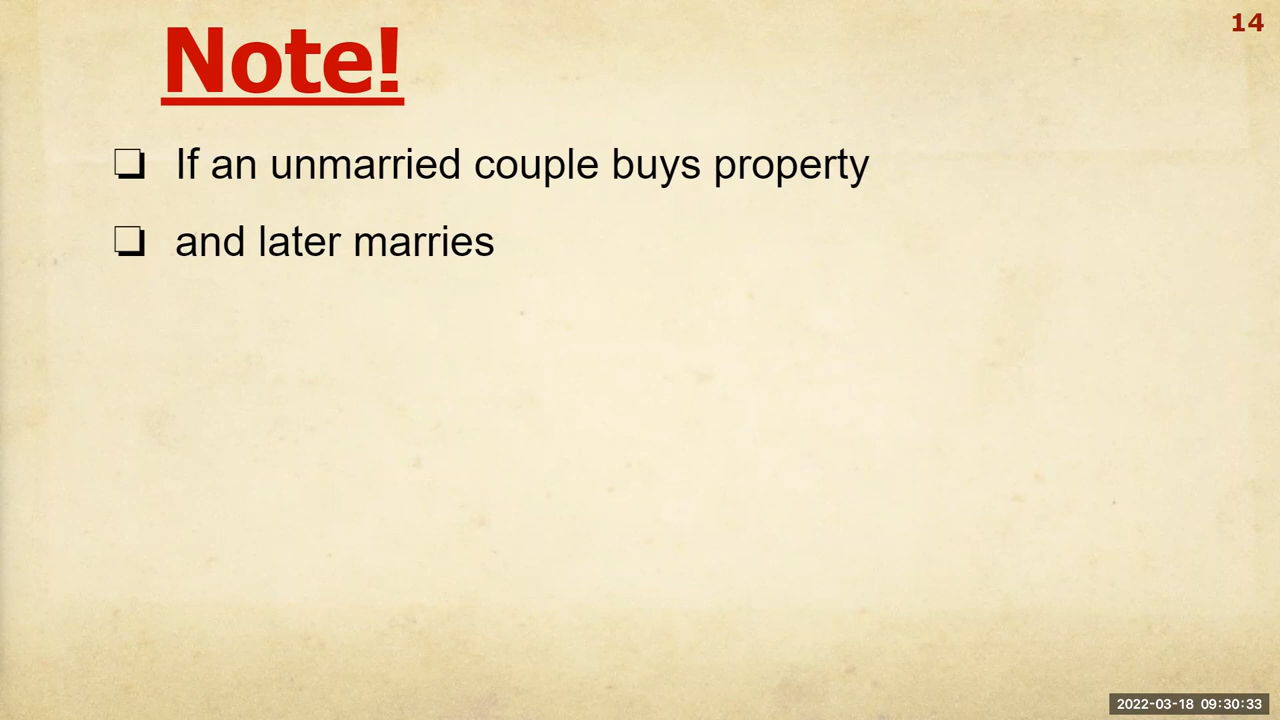 14
Note!
❏ If an unmarried couple buys property
❏ and later marries
2022-03-18 09:30:33